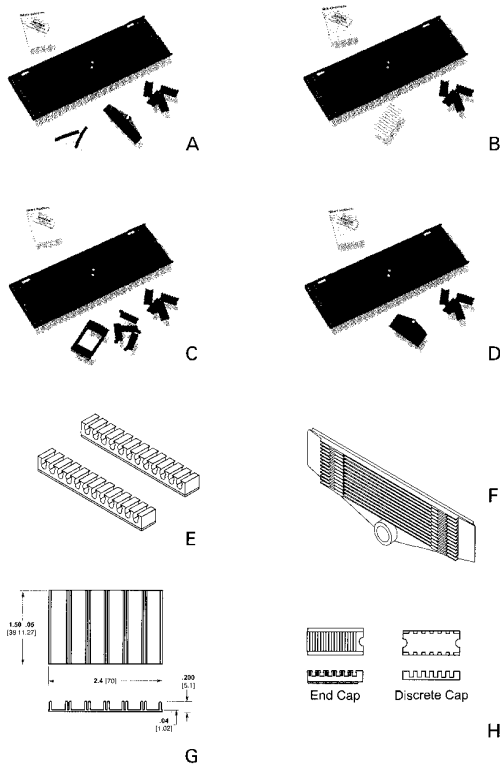 A
B
C
D
E
F
1.50 .05
[38 11.27]
2.4 [70]
.200
[5.1]
.04
[1.02]
G
End Cap
Discrete Cap
H